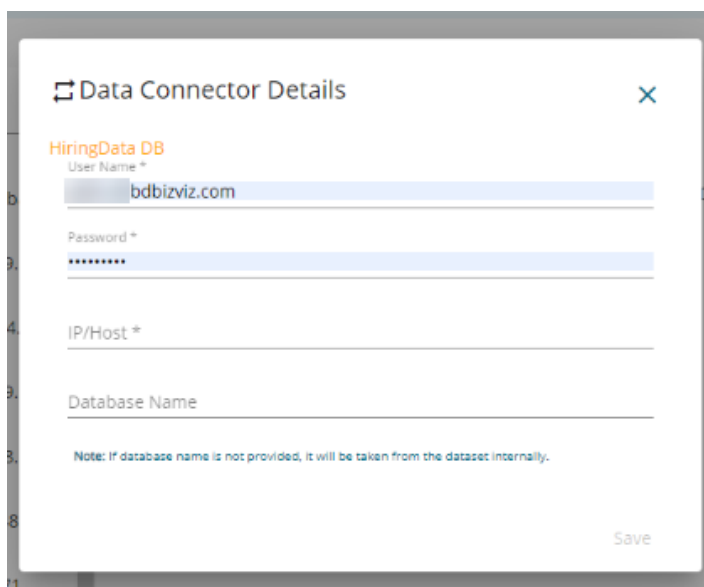 Data Connector Details
HiringData DB
User Name *
bdbizviz.com
Password *
•••••••••
IP/Host *
Database Name
Note: If database name is not provided, it will be taken from the dataset internally.
Save